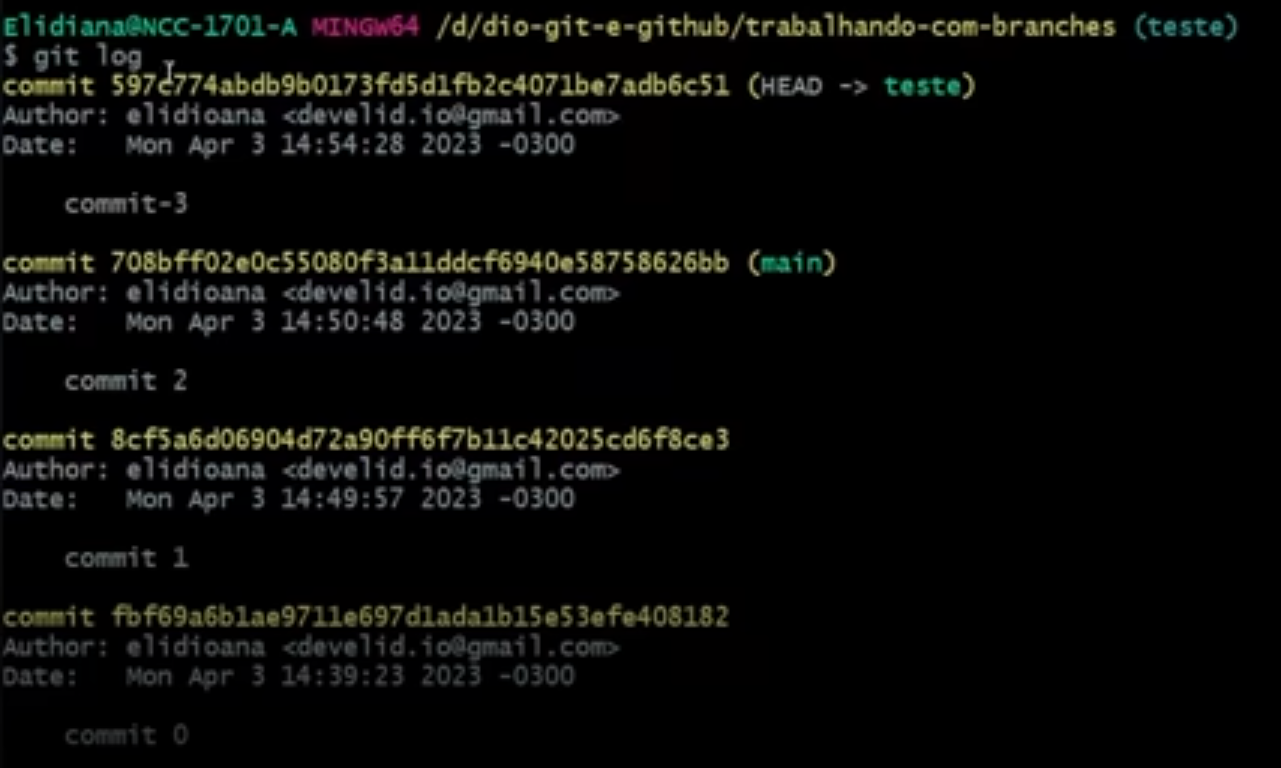 Elidiana@NCC-1701-A MINGW64 /d/dio-git-e-github/trabalhando-com-branches (teste)
$ git log
commit 597c774abdb9b0173fd5d1fb2c4071be7adb6c51 (HEAD -> teste)
Author: elidioana <develid.io@gmail.com>
Date:   Mon Apr 3 14:54:28 2023 -0300
commit-3
commit 708bff02e0c55080f3a11ddcf6940e58758626bb (main)
Author: elidioana <develid.io@gmail.com>
Date:   Mon Apr 3 14:50:48 2023 -0300
commit 2
commit 8cf5a6d06904d72a90ff6f7b11c42025cd6f8ce3
Author: elidioana <develid.io@gmail.com>
Date:   Mon Apr 3 14:49:57 2023 -0300
commit 1
commit fbf69a6b1ae9711e697d1ada1b15e53efe408182
Author: elidioana <develid.io@gmail.com>
Date:   Mon Apr 3 14:39:23 2023 -0300
commit 0